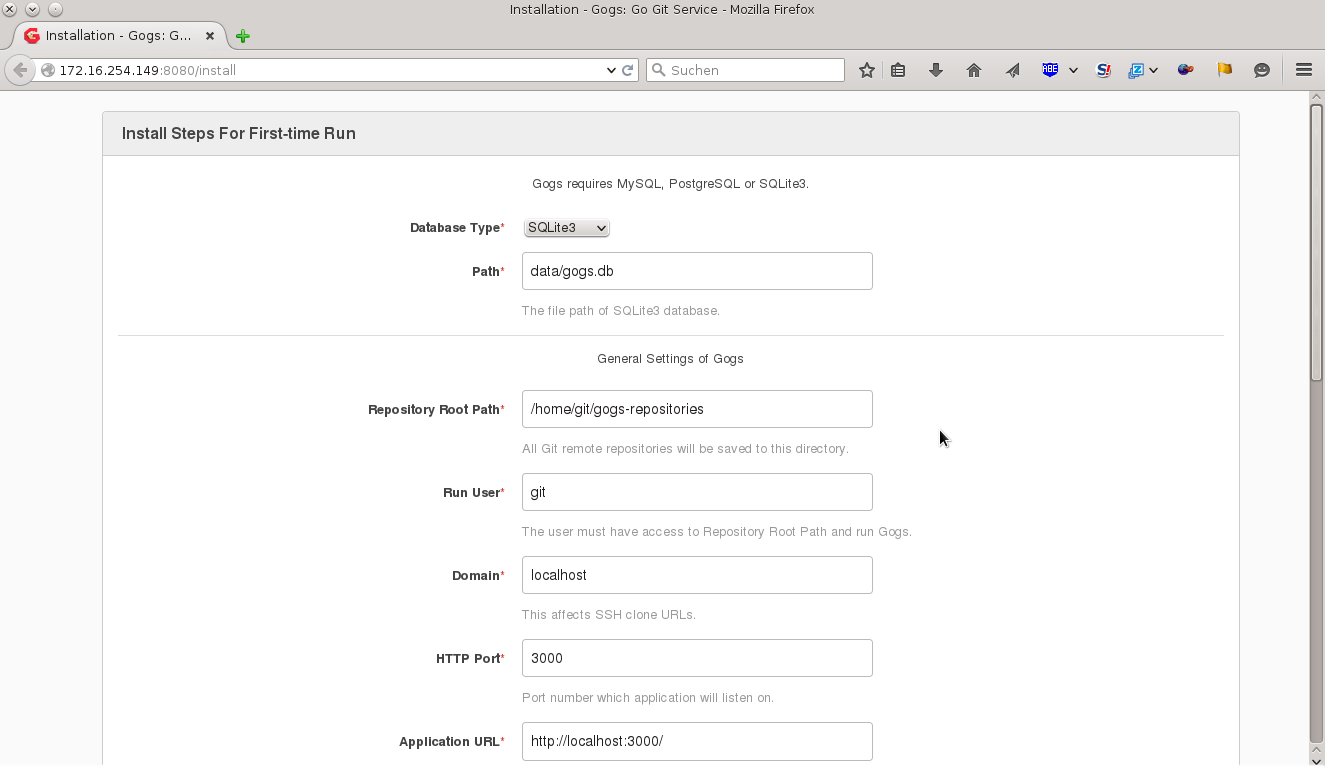 Installation - Gogs: Go Git Service - Mozilla Firefox
Installation - Gogs: G...
172.16.254.149:8080/install
Suchen
ABE
S!
Install Steps For First-time Run
Gogs requires MySQL, PostgreSQL or SQLite3.
Database Type* SQLite3
Path* data/gogs.db
The file path of SQLite3 database.
General Settings of Gogs
Repository Root Path* /home/git/gogs-repositories
All Git remote repositories will be saved to this directory.
Run User* git
The user must have access to Repository Root Path and run Gogs.
Domain* localhost
This affects SSH clone URLs.
HTTP Port* 3000
Port number which application will listen on.
Application URL* http://localhost:3000/